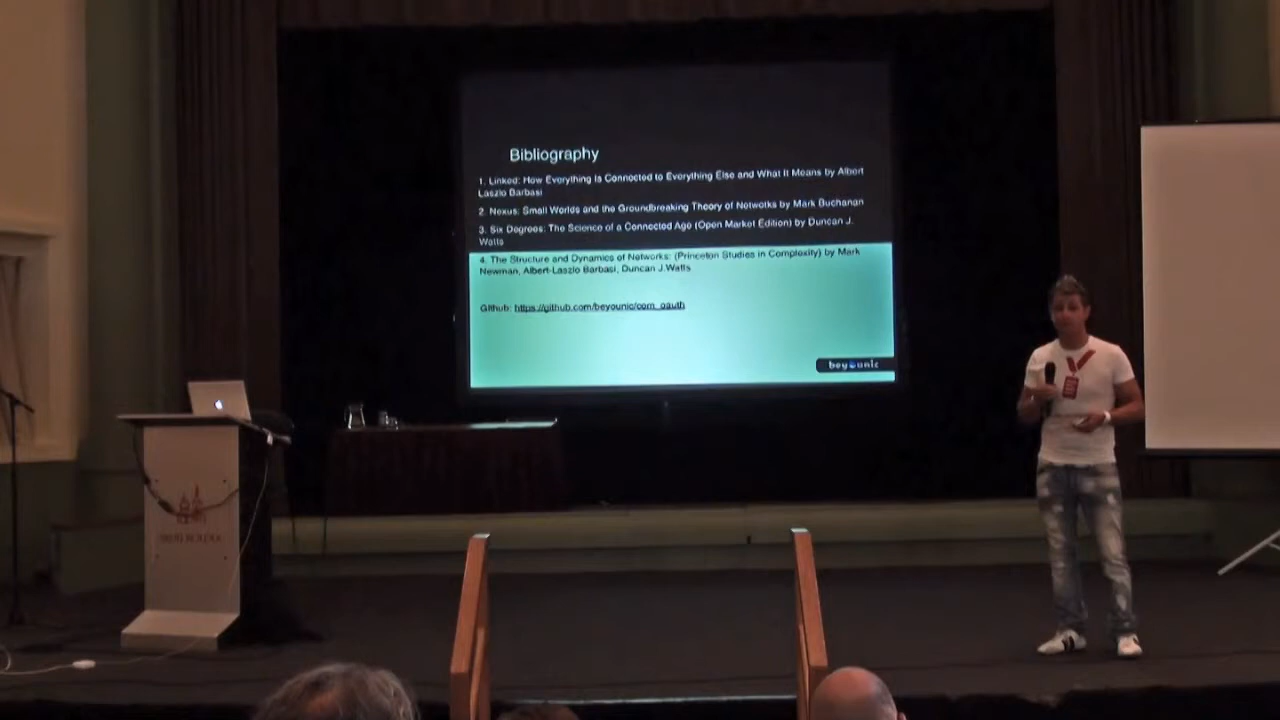 Bibliography
1. Linked: How Everything Is Connected to Everything Else and What It Means by Albert
Laszlo Barbasi
2. Nexus: Small Worlds and the Groundbreaking Theory of Networks by Mark Buchanan
3. Six Degrees: The Science of a Connected Age (Open Market Edition) by Duncan J.
Watts
4. The Structure and Dynamics of Networks: (Princeton Studies in Complexity) by Mark
Newman, Albert-Laszlo Barbasi, Duncan J.Watts
Github: https://github.com/beyounic/com_oauth
beyounic